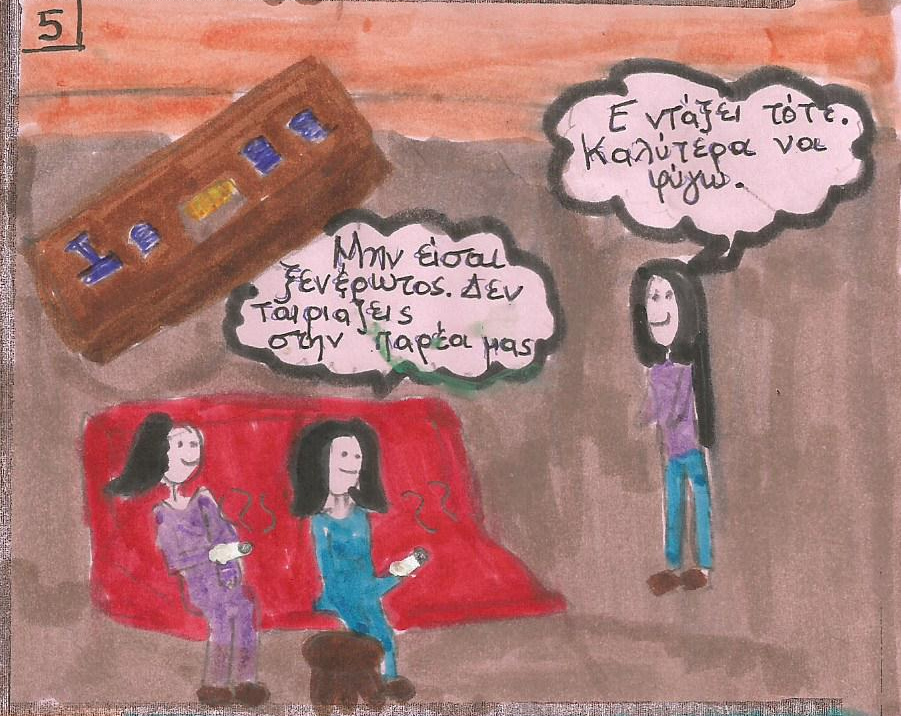 5
Μην είσαι
ξενέρωτος. Δεν
ταιριάζεις
στην παρέα μας
Ε ντάξει τότε.
Καλύτερα να
φύγω.